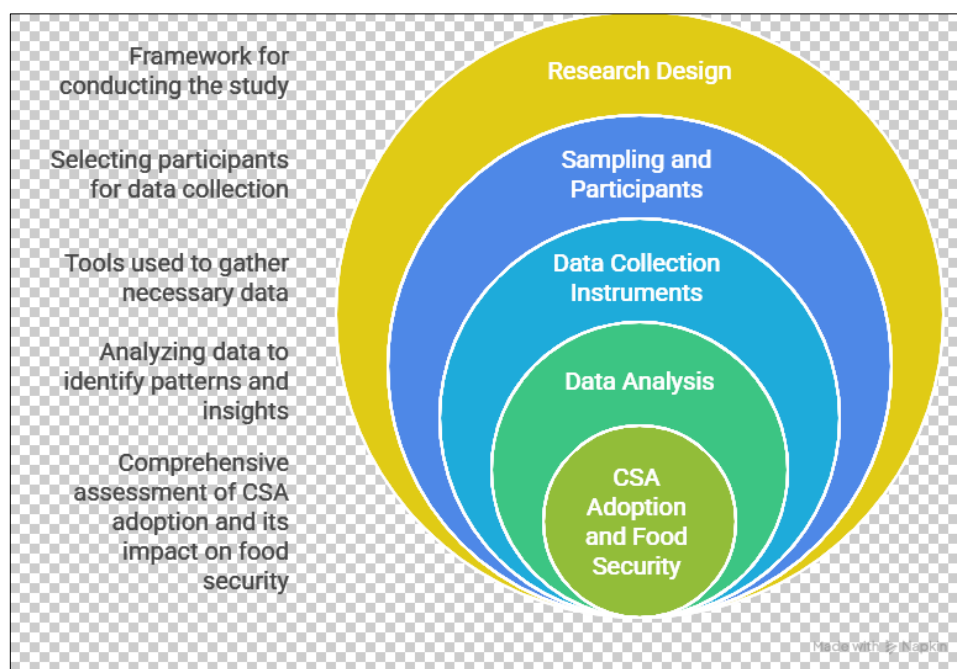 Framework for
conducting the study
Research Design
Selecting participants
for data collection
Sampling and
Participants
Tools used to gather
necessary data
Data Collection
Instruments
Analyzing data to
identify patterns and
insights
Data Analysis
Comprehensive
assessment of CSA
adoption and its
impact on food
security
CSA
Adoption
and Food
Security
Made with Napkin